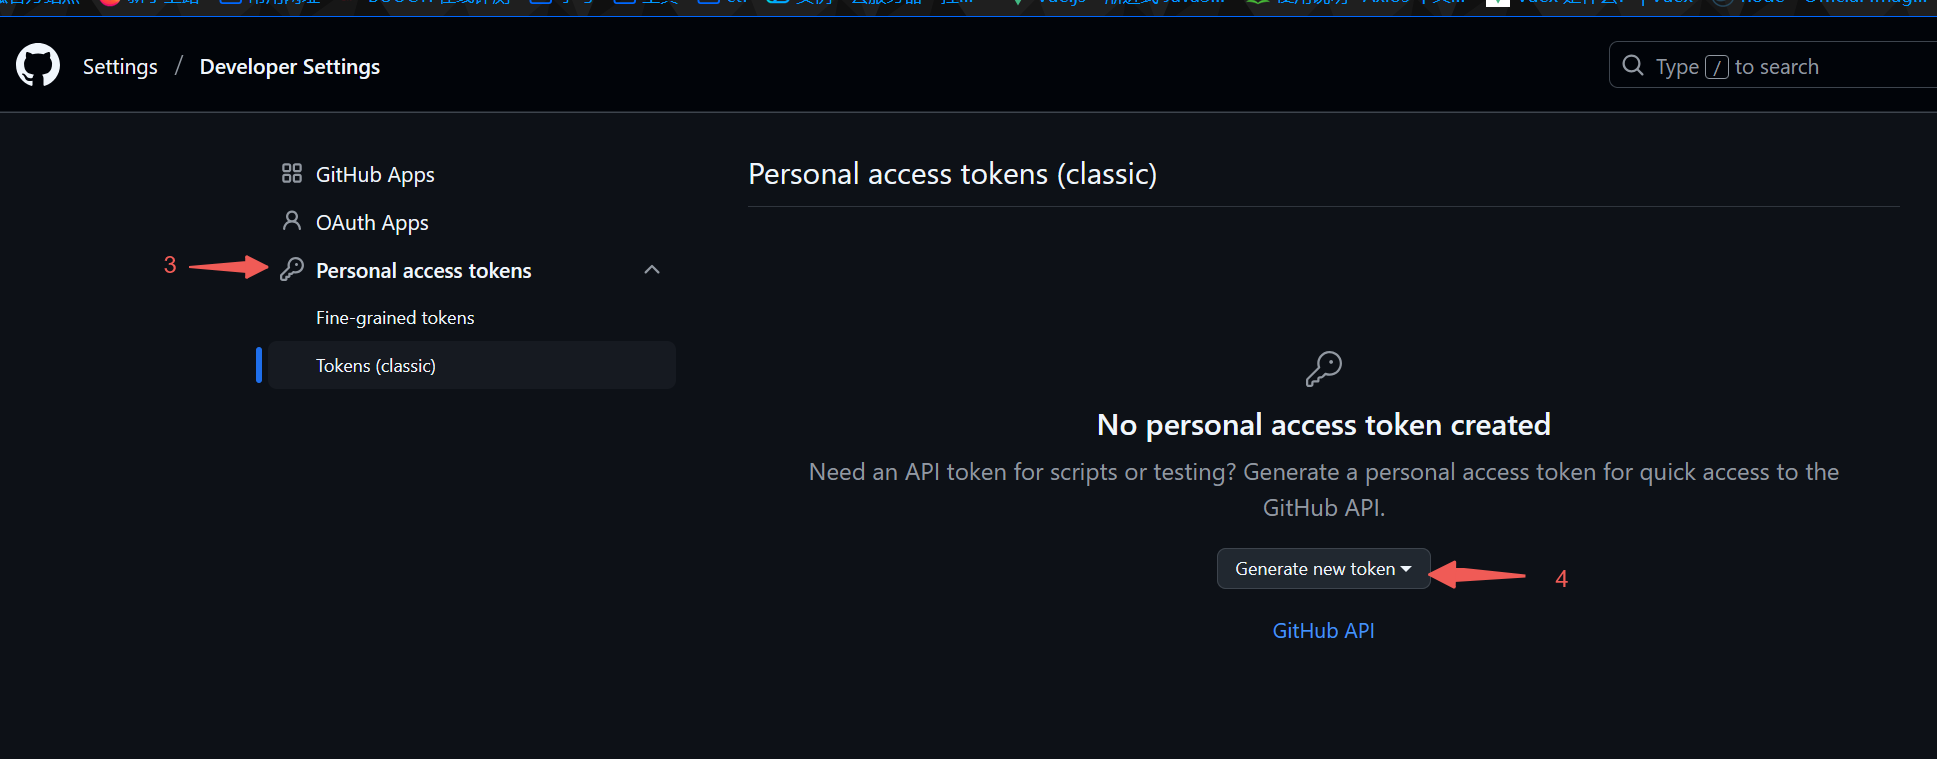 Settings / Developer Settings
Type / to search
GitHub Apps
OAuth Apps
3
Personal access tokens
Fine-grained tokens
Tokens (classic)
Personal access tokens (classic)
No personal access token created
Need an API token for scripts or testing? Generate a personal access token for quick access to the
GitHub API.
Generate new token
4
GitHub API